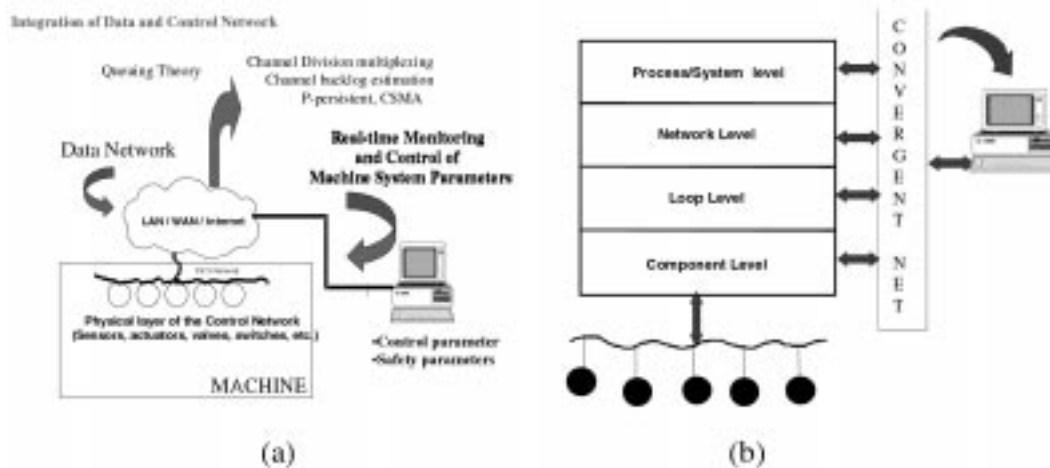 Integration of Data and Control Network
Queuing Theory
Channel Division multiplexing
Channel backlog estimation
P-persistent, CSMA
Data Network
Real-time Monitoring
and Control of
Machine System Parameters
LAN / WAN / Internet
Physical layer of the Control Network
(Sensors, actuators, valves, switches, etc.)
MACHINE
•Control parameter
•Safety parameters
(a)
Process/System level
Network Level
Loop Level
Component Level
CONVERGENT NET
(b)